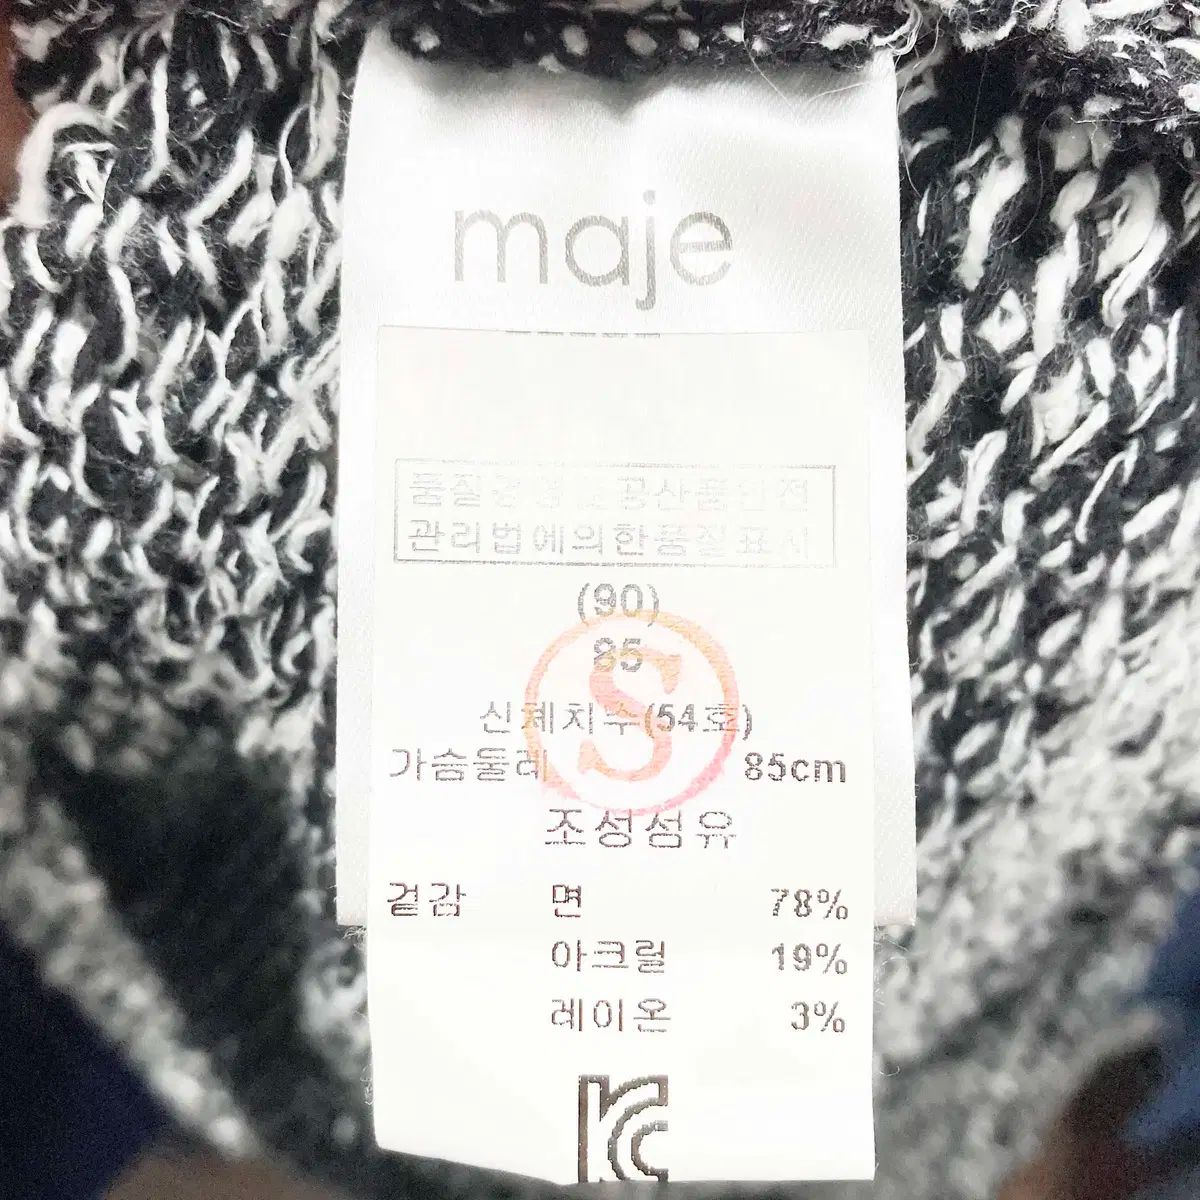 maje
품질경영 및 공산품안전
관리법에의한품질표시
(90)
85
S
신체치수(54호)
가슴둘레 85cm
조성섬유
겉감 면 78%
아크릴 19%
레이온 3%
KC